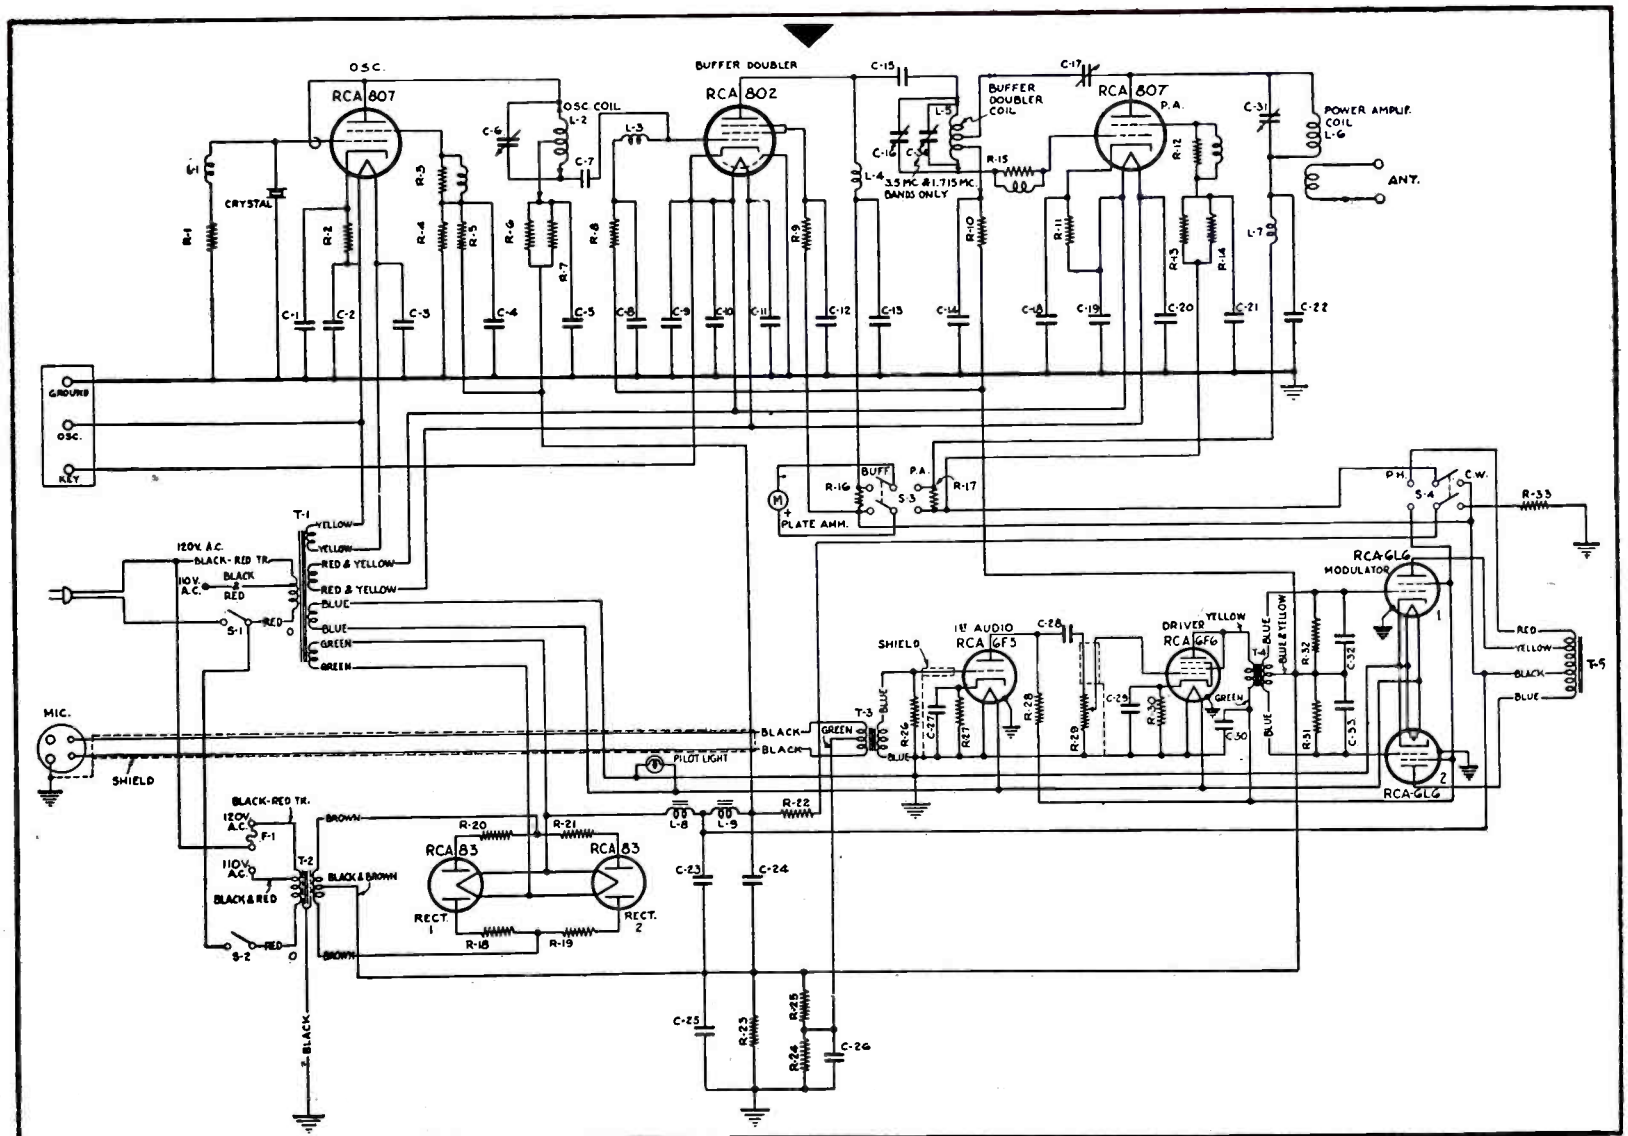 OSC.
RCA 807
BUFFER DOUBLER
RCA 802
C-15
C-17
RCA 807
P.A.
C-31
POWER AMPLIF.
COIL
L-6
ANT.
C-6
OSC. COIL
L-2
C-7
L-3
L-4
C-16
L-5
BUFFER
DOUBLER
COIL
3.5 MC & 1.715 MC.
BANDS ONLY
R-15
R-12
CRYSTAL
R-1
R-2
R-3
R-4
R-5
R-6
R-7
R-8
R-9
R-10
R-11
R-13
R-14
L-7
C-1
C-2
C-3
C-4
C-5
C-8
C-9
C-10
C-11
C-12
C-13
C-14
C-18
C-19
C-20
C-21
C-22
GROUND
OSC.
KEY
M
+
PLATE AMM.
R-16
BUFF
S-3
P.A.
R-17
PH.
S-4
C.W.
R-33
T-1
YELLOW
YELLOW
RED & YELLOW
RED & YELLOW
BLUE
BLUE
GREEN
GREEN
120V. A.C.
BLACK-RED TR.
110V.
A.C.
BLACK
&
RED
S-1
RED
O
RCA-6L6
MODULATOR
1
MIC.
SHIELD
BLACK
BLACK
PILOT LIGHT
GREEN
T-3
BLUE
BLUE
SHIELD
1ST AUDIO
RCA 6F5
R-26
C-27
R-27
R-28
C-28
R-29
C-29
R-30
DRIVER
RCA 6F6
YELLOW
T-4
GREEN
C-30
BLUE
BLUE & YELLOW
BLUE
R-32
C-32
R-31
C-33
RCA-6L6
2
RED
YELLOW
BLACK
BLUE
T-5
BLACK-RED TR.
120V.
A.C.
F-1
110V.
A.C.
BLACK & RED
T-2
BROWN
BLACK & BROWN
BROWN
S-2
RED
O
BLACK
R-20
R-21
RCA 83
RCA 83
RECT.
1
RECT.
2
R-18
R-19
L-8
L-9
R-22
C-23
C-24
C-25
R-23
R-25
R-24
C-26